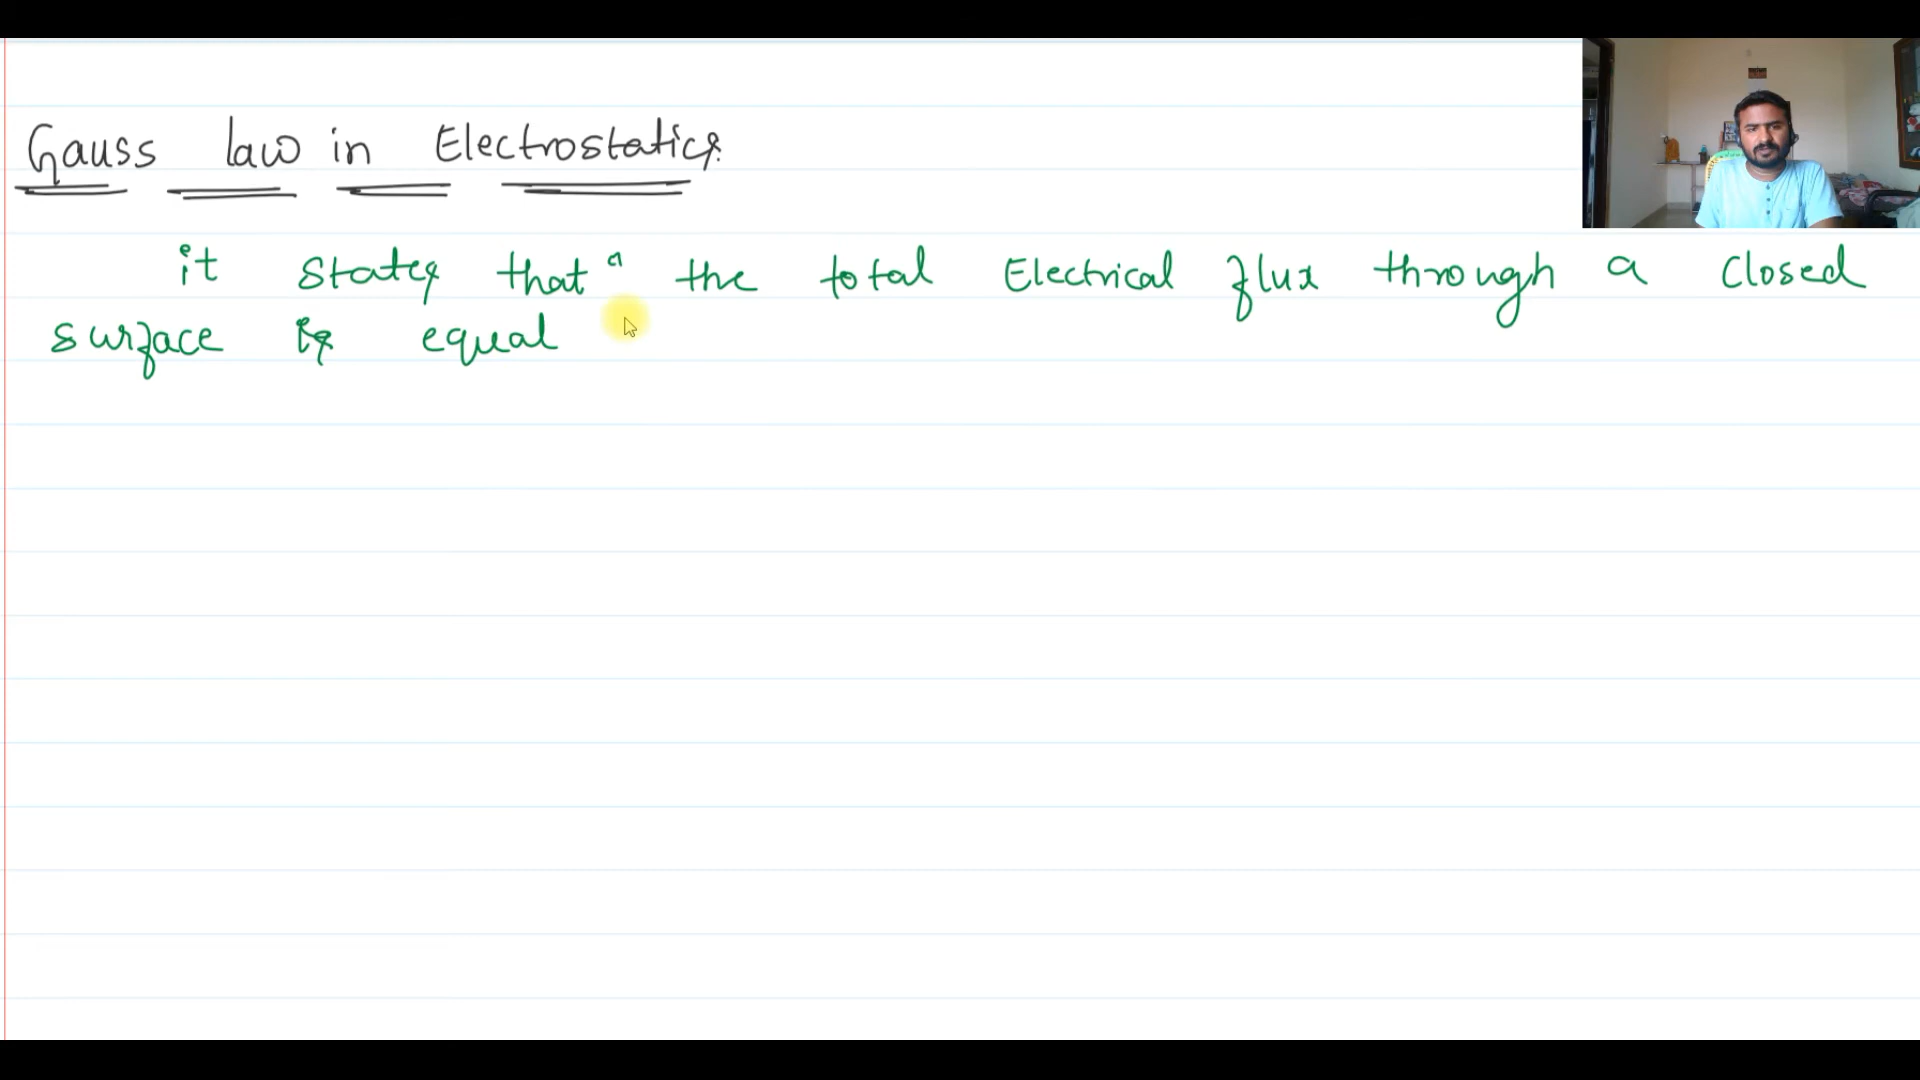 Gauss law in Electrostatics.
it states that " the total Electrical flux through a closed
surface is equal